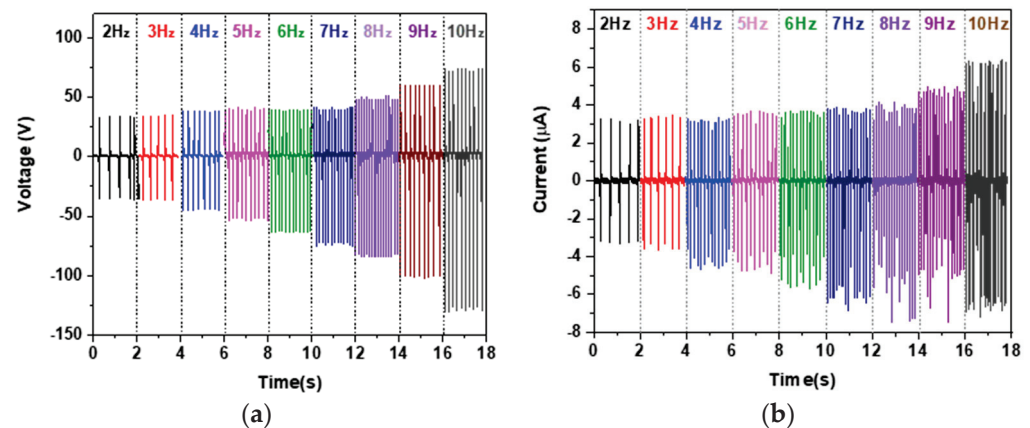 2Hz 3Hz 4Hz 5Hz 6Hz 7Hz 8Hz 9Hz 10Hz
100
50
0
-50
-100
-150
Voltage (V)
0 2 4 6 8 10 12 14 16 18
Time(s)
(a)
2Hz 3Hz 4Hz 5Hz 6Hz 7Hz 8Hz 9Hz 10Hz
8
6
4
2
0
-2
-4
-6
-8
Current (μA)
0 2 4 6 8 10 12 14 16 18
Time(s)
(b)